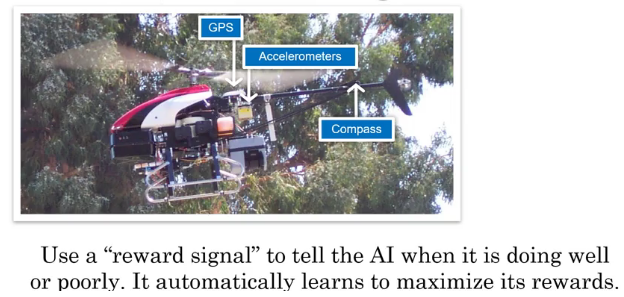 GPS
Accelerometers
Compass
Use a “reward signal” to tell the AI when it is doing well
or poorly. It automatically learns to maximize its rewards.